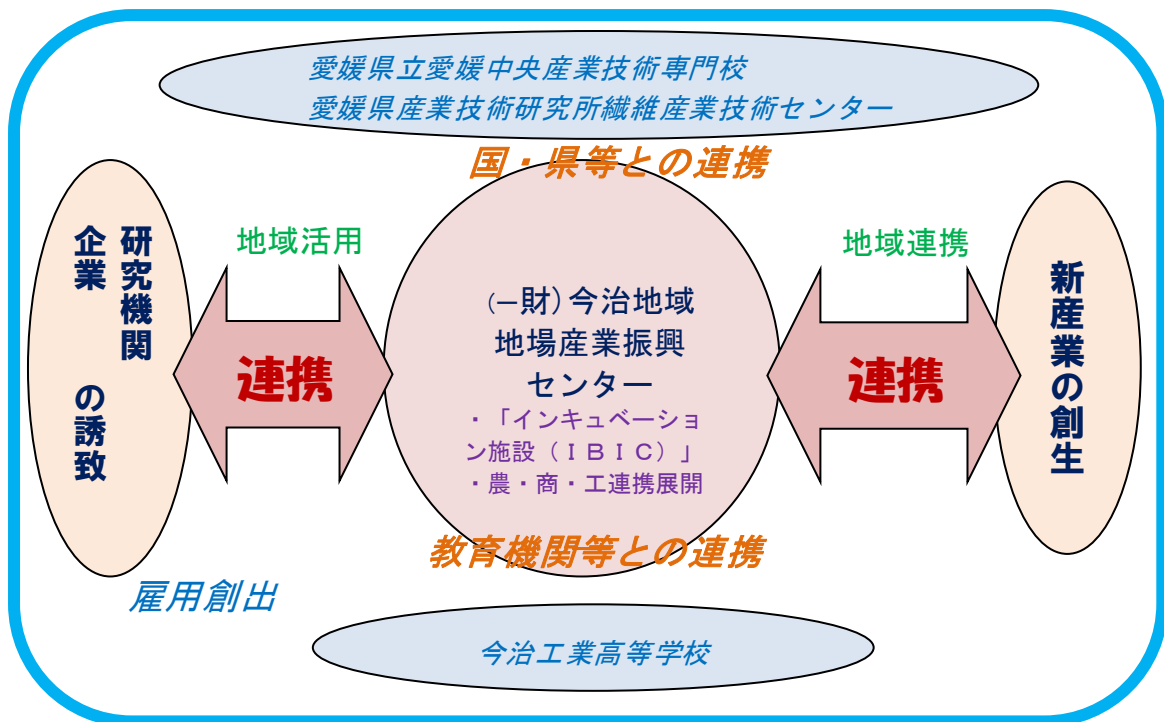 愛媛県立愛媛中央産業技術専門校
愛媛県産業技術研究所繊維産業技術センター
国・県等との連携
研究機関
企業　の誘致
地域活用
連携
(一財)今治地域
地場産業振興
センター
・「インキュベーショ
ン施設（ＩＢＩＣ）」
・農・商・工連携展開
地域連携
連携
新産業の創生
教育機関等との連携
雇用創出
今治工業高等学校